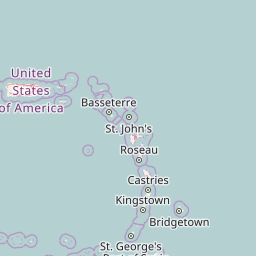 United
States
of America
Basseterre
St. John's
Roseau
Castries
Kingstown
Bridgetown
St. George's